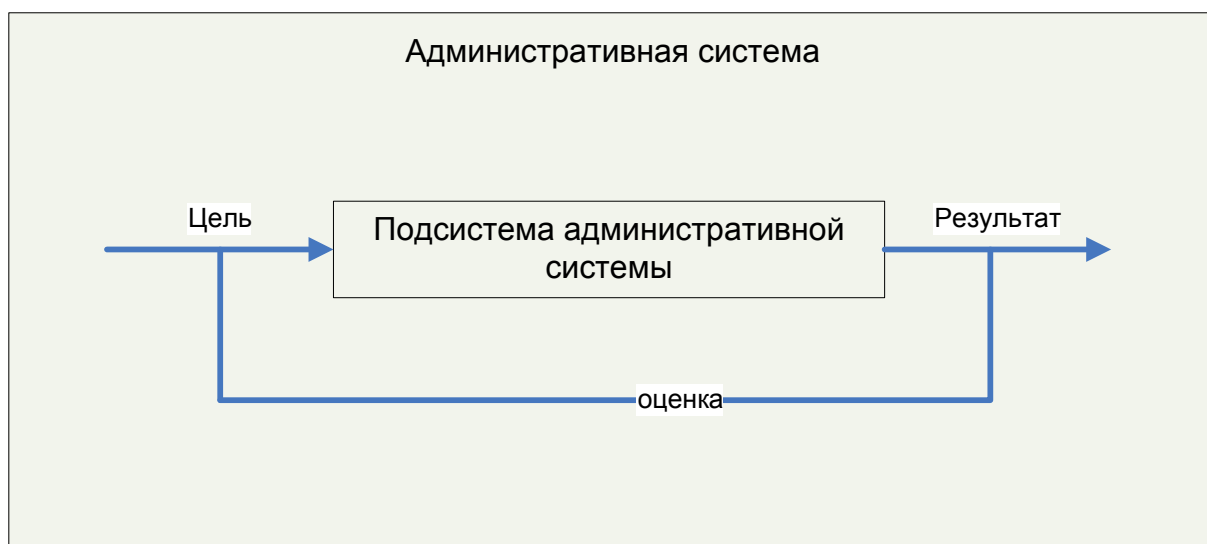 Административная система
Цель
Подсистема административной
системы
Результат
оценка